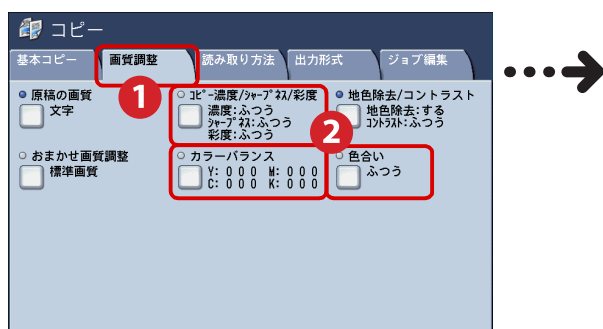 コピー
基本コピー 画質調整 読み取り方法 出力形式 ジョブ編集
1
原稿の画質
文字
コピー濃度/シャープネス/彩度
濃度:ふつう
シャープネス:ふつう
彩度:ふつう
地色除去/コントラスト
地色除去:する
コントラスト:ふつう
2
おまかせ画質調整
標準画質
カラーバランス
Y: 0 0 0 M: 0 0 0
C: 0 0 0 K: 0 0 0
色合い
ふつう